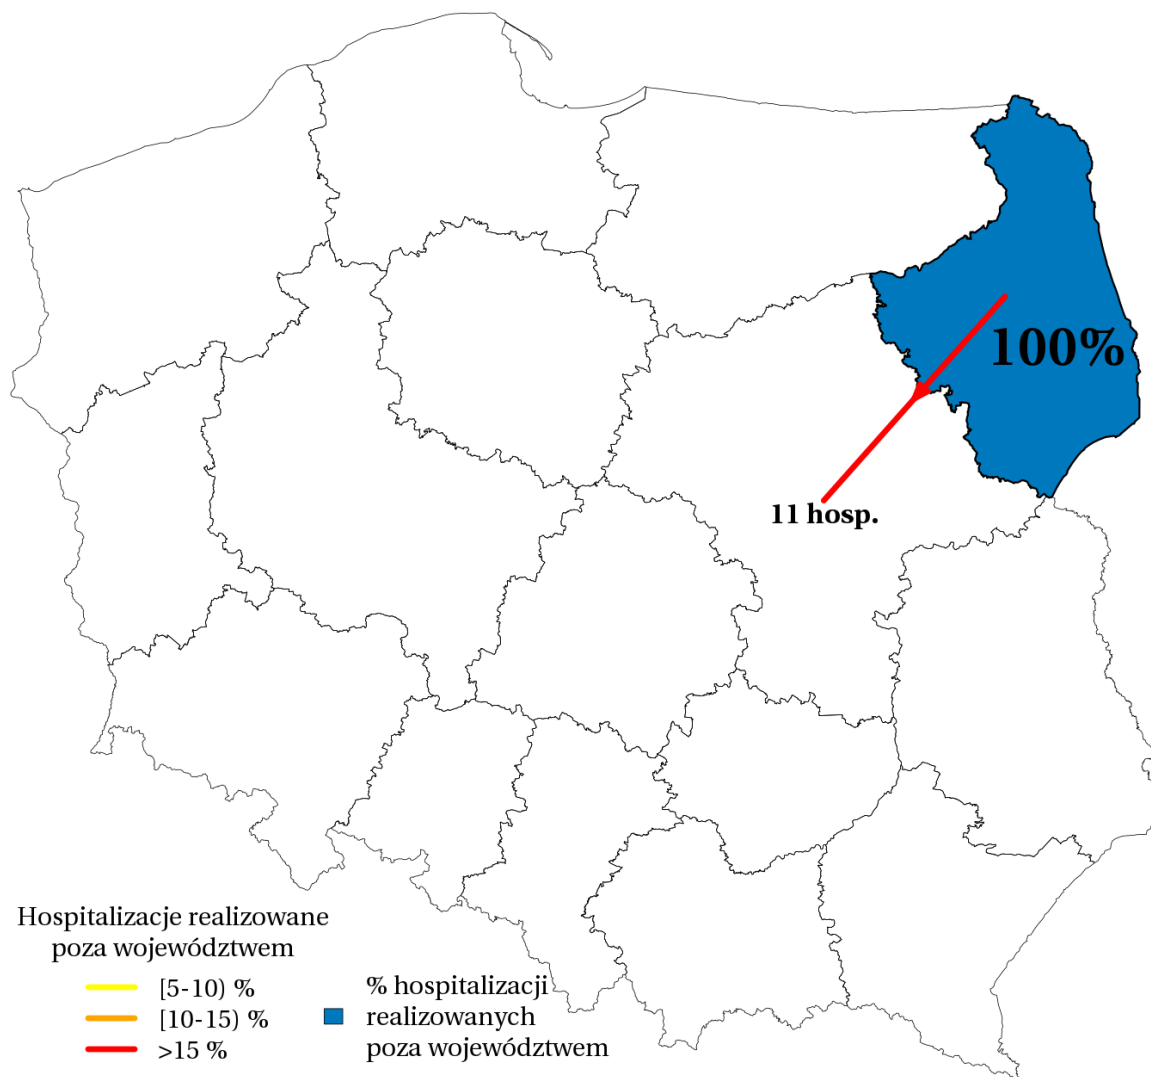 100%
11 hosp.
Hospitalizacje realizowane
poza województwem
[5-10) %
[10-15) %
>15 %
% hospitalizacji
realizowanych
poza województwem